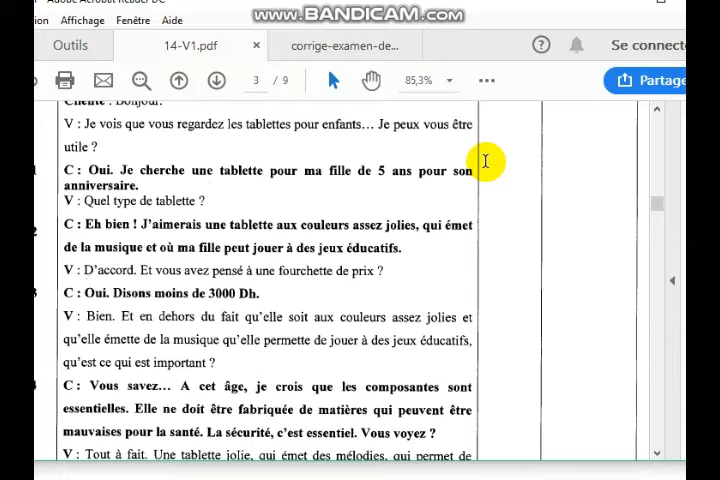 Adobe Acrobat Reader DC
www.BANDICAM.com
Affichage Fenêtre Aide
Outils 14-V1.pdf × corrige-examen-de... Se connect
3 / 9 85,3% Partage
Cliente : Bonjour.
V : Je vois que vous regardez les tablettes pour enfants… Je peux vous être
utile ?
C : Oui. Je cherche une tablette pour ma fille de 5 ans pour son
anniversaire.
V : Quel type de tablette ?
C : Eh bien ! J’aimerais une tablette aux couleurs assez jolies, qui émet
de la musique et où ma fille peut jouer à des jeux éducatifs.
V : D’accord. Et vous avez pensé à une fourchette de prix ?
C : Oui. Disons moins de 3000 Dh.
V : Bien. Et en dehors du fait qu’elle soit aux couleurs assez jolies et
qu’elle émette de la musique qu’elle permette de jouer à des jeux éducatifs,
qu’est ce qui est important ?
C : Vous savez… A cet âge, je crois que les composantes sont
essentielles. Elle ne doit être fabriquée de matières qui peuvent être
mauvaises pour la santé. La sécurité, c’est essentiel. Vous voyez ?
V : Tout à fait. Une tablette jolie, qui émet des mélodies, qui permet de